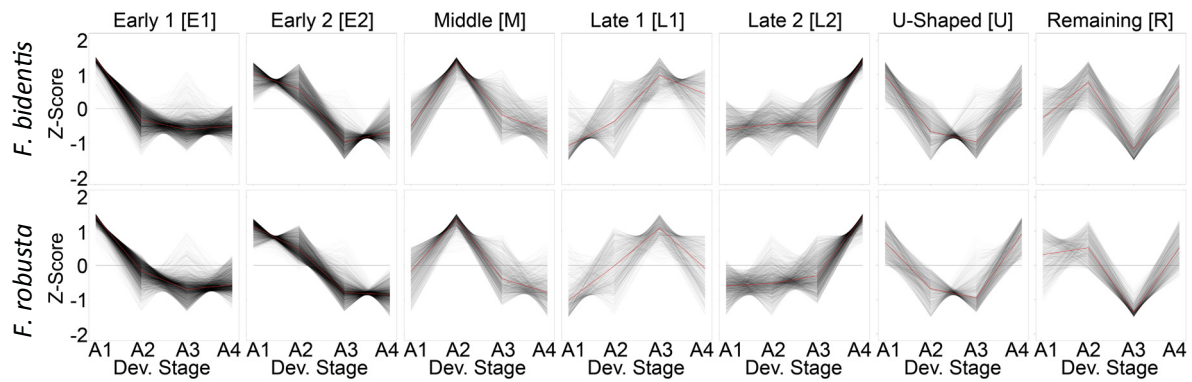 Early 1 [E1] Early 2 [E2] Middle [M] Late 1 [L1] Late 2 [L2] U-Shaped [U] Remaining [R]
F. bidentis
Z-Score
2
1
0
-1
-2
F. robusta
Z-Score
2
1
0
-1
-2
A1 A2 A3 A4 A1 A2 A3 A4 A1 A2 A3 A4 A1 A2 A3 A4 A1 A2 A3 A4 A1 A2 A3 A4 A1 A2 A3 A4
Dev. Stage Dev. Stage Dev. Stage Dev. Stage Dev. Stage Dev. Stage Dev. Stage